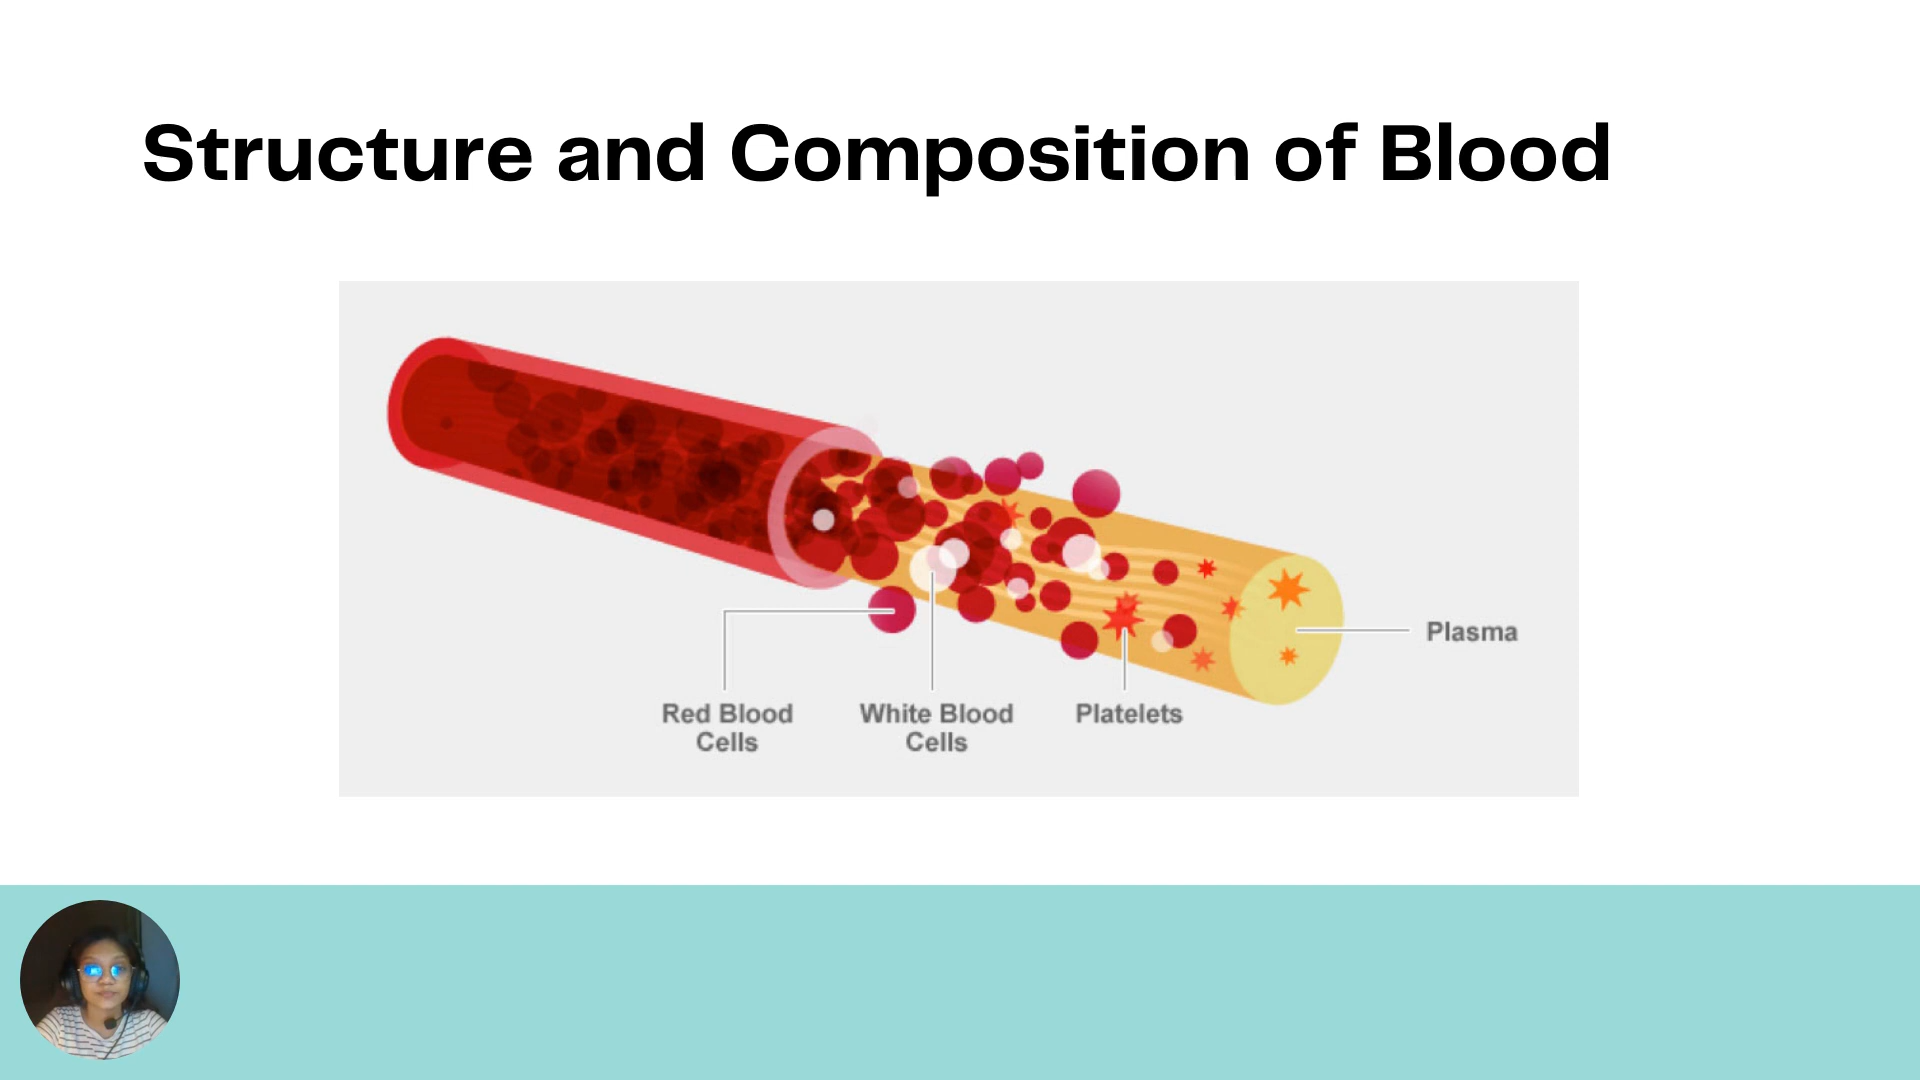 Structure and Composition of Blood
Plasma
Red Blood
Cells
White Blood
Cells
Platelets